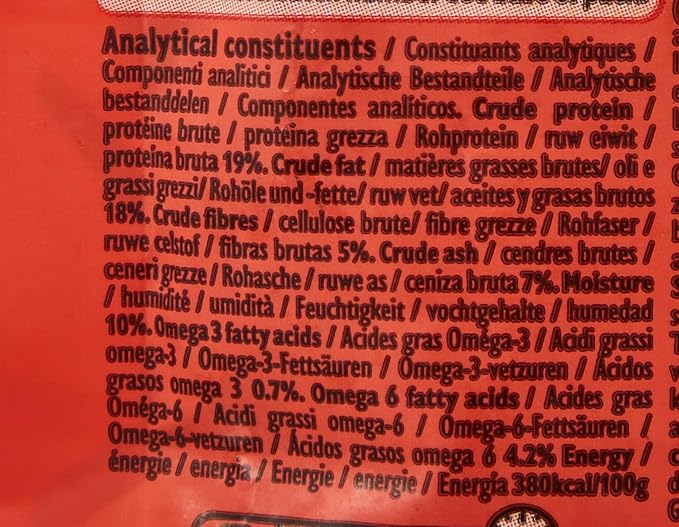 Analytical constituents / Constituants analytiques /
Componenti analitici / Analytische Bestandteile / Analytische
bestanddelen / Componentes analíticos. Crude protein /
protéine brute / proteina grezza / Rohprotein / ruw eiwit /
proteina bruta 19%. Crude fat / matières grasses brutes/ oli e
grassi grezzi/ Rohöle und -fette/ ruw vet/ aceites y grasas brutos
18%. Crude fibres / cellulose brute/ fibre grezze / Rohfaser /
ruwe celstof / fibras brutas 5%. Crude ash / cendres brutes /
ceneri grezze / Rohasche / ruwe as / ceniza bruta 7%. Moisture
/ humidité / umidità / Feuchtigkeit / vochtgehalte / humedad
10%. Omega 3 fatty acids / Acides gras Oméga-3 / Acidi grassi
omega-3 / Omega-3-Fettsäuren / Omega-3-vetzuren / Ácidos
grasos omega 3 0.7%. Omega 6 fatty acids / Acides gras
Oméga-6 / Acidi grassi omega-6 / Omega-6-Fettsäuren /
Omega-6-vetzuren / Ácidos grasos omega 6 4.2% Energy /
énergie / energia / Energie / energie / Energía 380kcal/100g